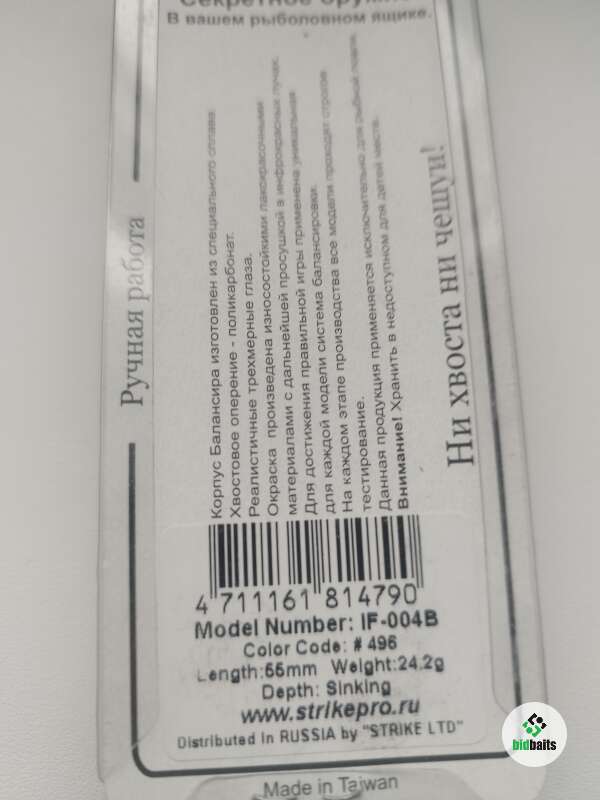 Секретное оружие
В вашем рыболовном ящике.
Ручная работа
Корпус Балансира изготовлен из специального сплава.
Хвостовое оперение - поликарбонат.
Реалистичные трехмерные глаза.
Окраска произведена износостойкими лакокрасочными
материалами с дальнейшей просушкой в инфрокрасных лучах.
Для достижения правильной игры применена уникальная
для каждой модели система балансировки.
На каждом этапе производства все модели проходят строгое
тестирование.
Данная продукция применяется исключительно для рыбной ловли.
Внимание! Хранить в недоступном для детей месте.
Ни хвоста ни чешуи!
4 711161 814790
Model Number: IF-004B
Color Code: # 496
Length:66mm Weight:24.2g
Depth: Sinking
www.strikepro.ru
Distributed in RUSSIA by "STRIKE LTD"
Made in Taiwan
bidbaits